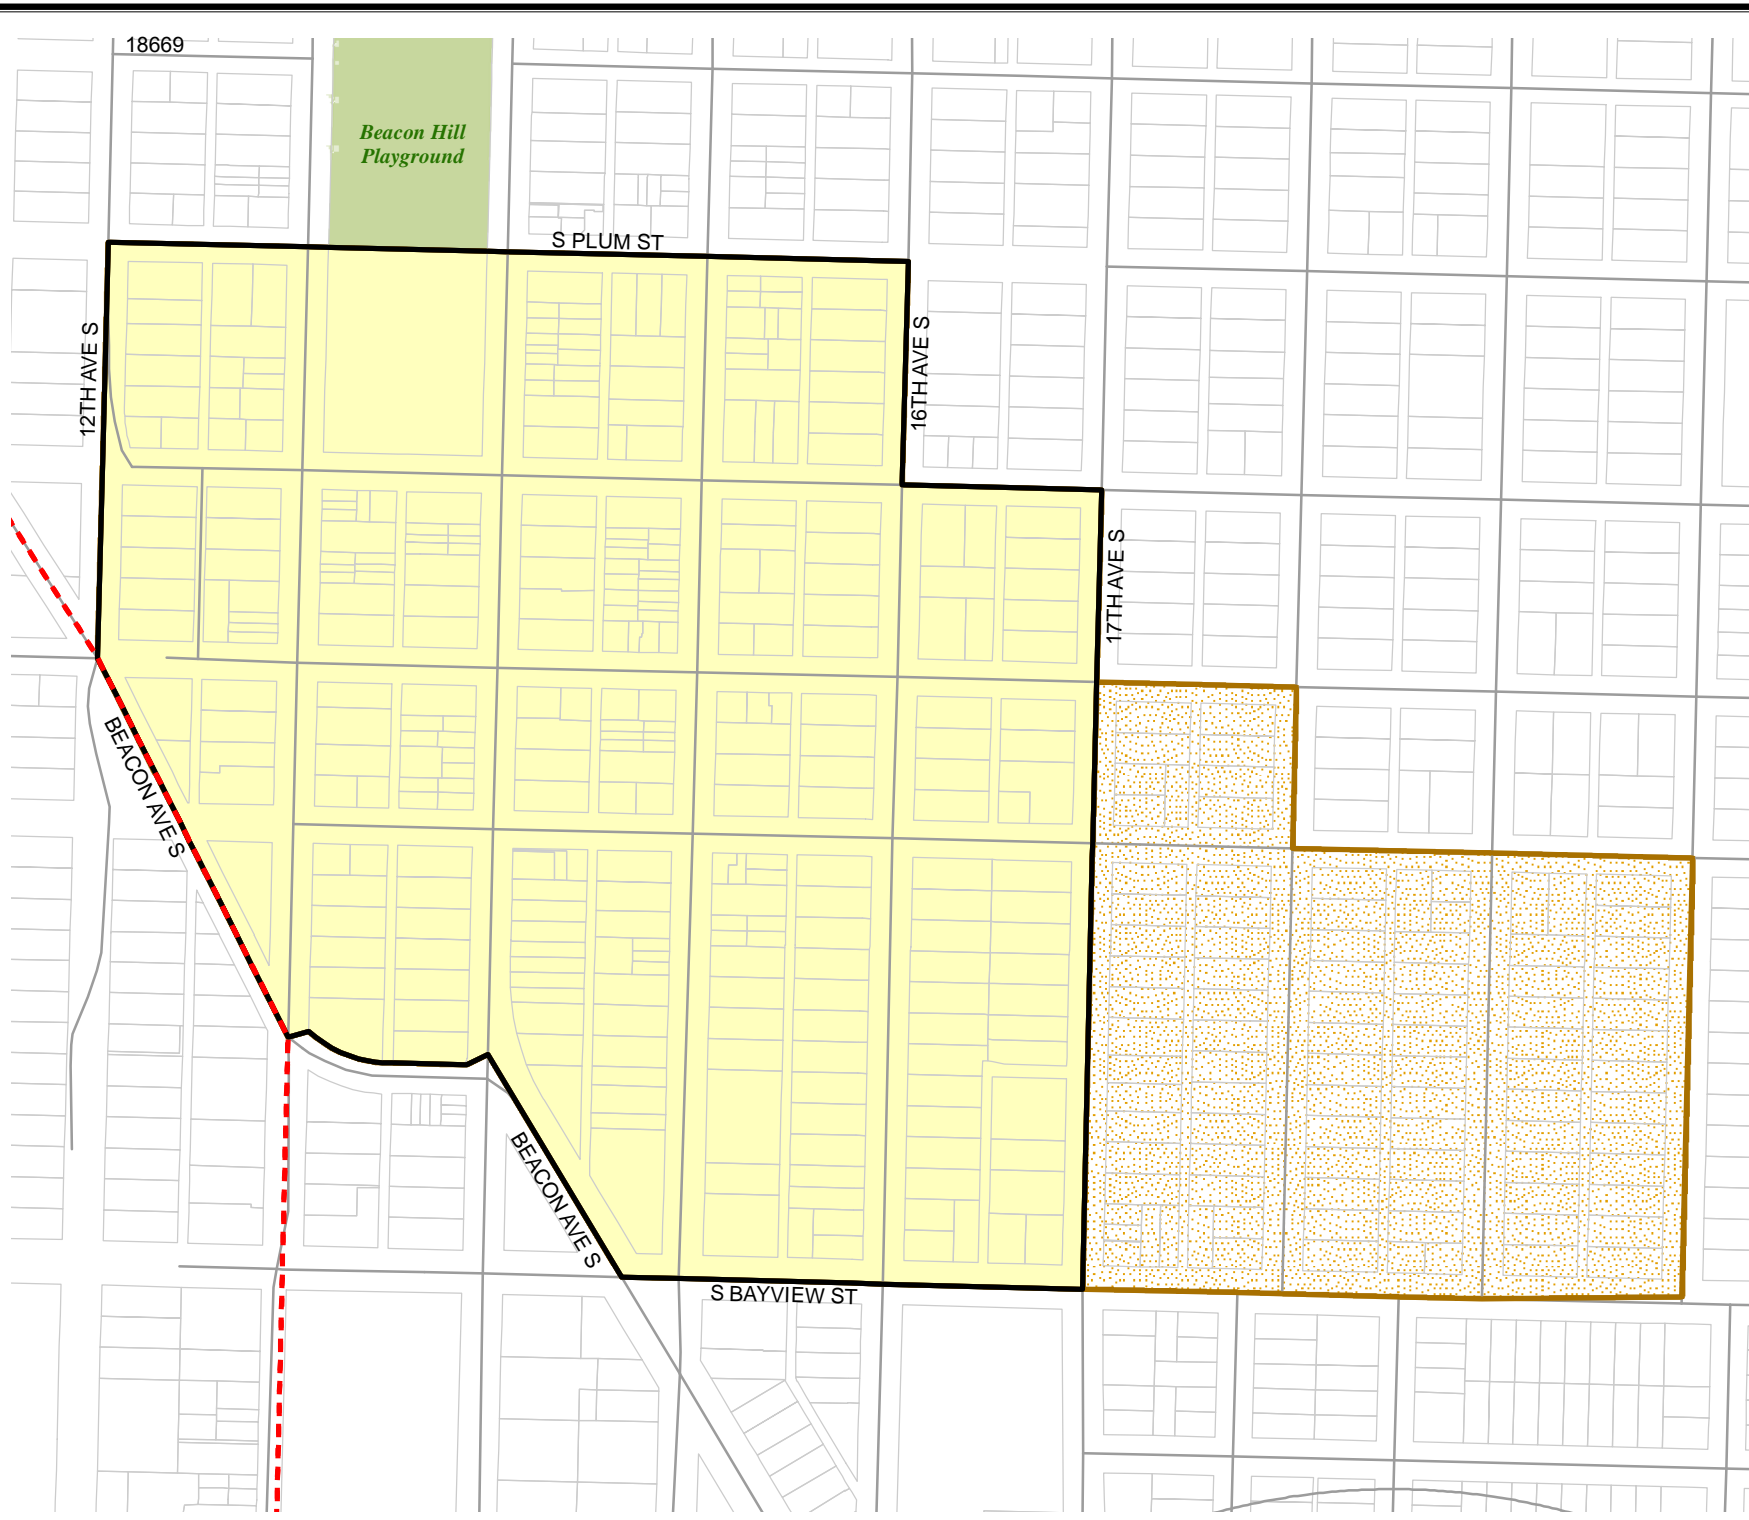 18669
Beacon Hill
Playground
S PLUM ST
12TH AVE S
16TH AVE S
17TH AVE S
BEACON AVE S
BEACON AVE S
S BAYVIEW ST